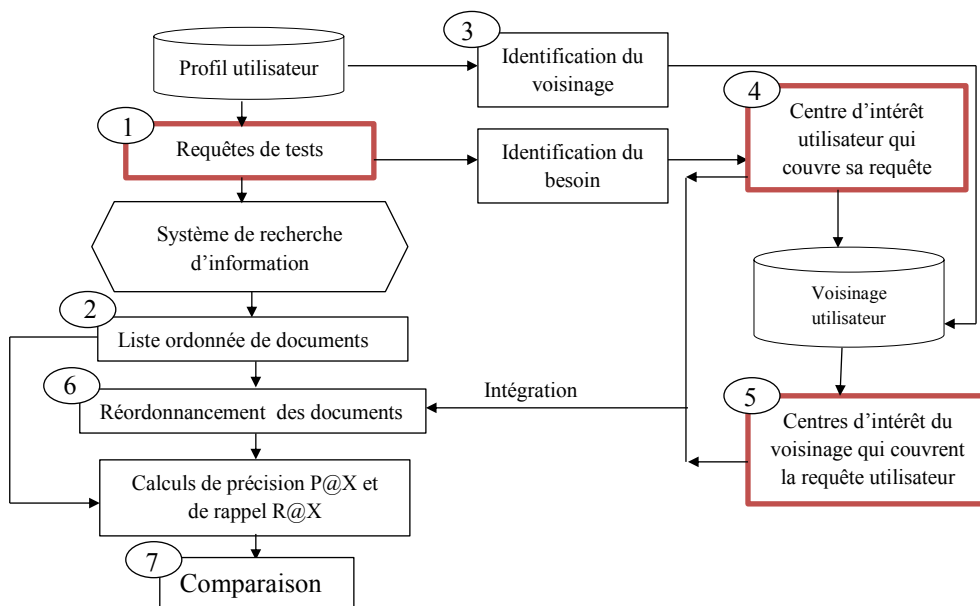 Profil utilisateur
3
Identification du
voisinage
4
Centre d'intérêt
utilisateur qui
couvre sa requête
1
Requêtes de tests
Identification du
besoin
Système de recherche
d'information
Voisinage
utilisateur
2
Liste ordonnée de documents
6
Réordonnancement des documents
Intégration
5
Centres d'intérêt du
voisinage qui couvrent
la requête utilisateur
Calculs de précision P@X et
de rappel R@X
7
Comparaison